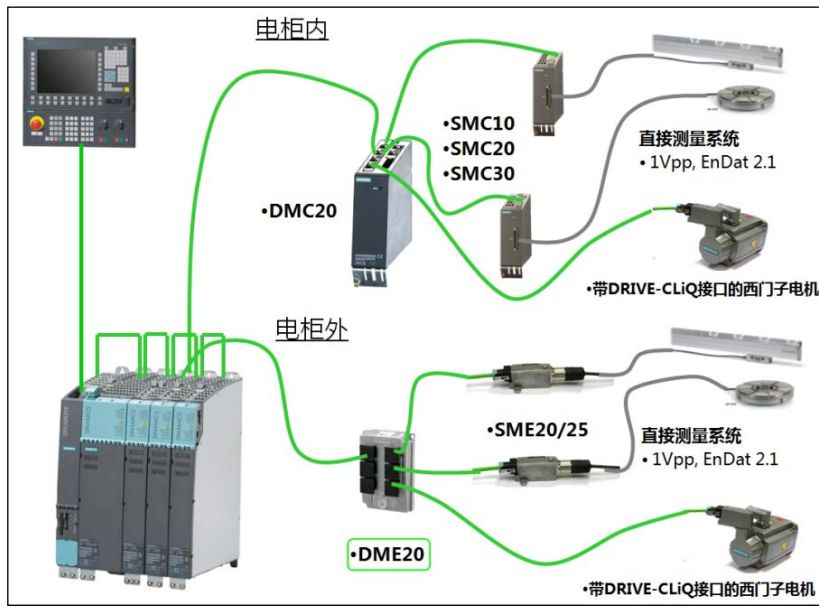 电柜内
•SMC10
•SMC20
•SMC30
直接测量系统
• 1Vpp, EnDat 2.1
•DMC20
•带DRIVE-CLiQ接口的西门子电机
电柜外
•SME20/25
直接测量系统
• 1Vpp, EnDat 2.1
•DME20
•带DRIVE-CLiQ接口的西门子电机